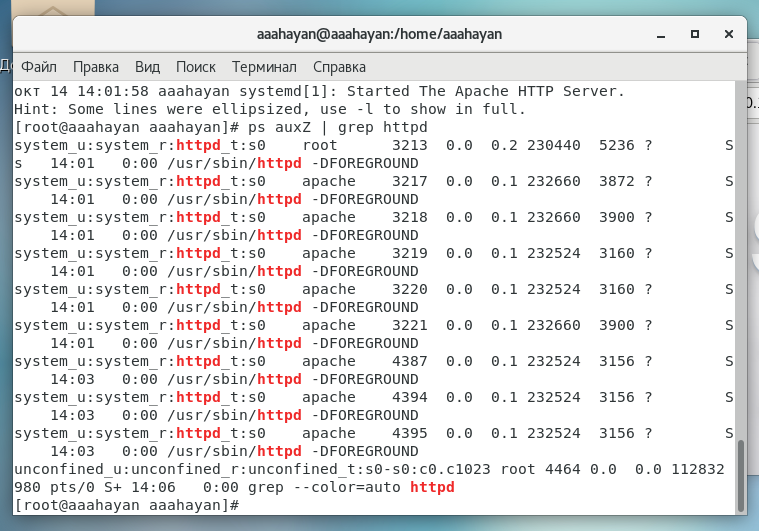 aaahayan@aaahayan:/home/aaahayan
Файл Правка Вид Поиск Терминал Справка
окт 14 14:01:58 aaahayan systemd[1]: Started The Apache HTTP Server.
Hint: Some lines were ellipsized, use -l to show in full.
[root@aaahayan aaahayan]# ps auxZ | grep httpd
system_u:system_r:httpd_t:s0    root      3213  0.0  0.2 230440  5236 ?        S
s   14:01   0:00 /usr/sbin/httpd -DFOREGROUND
system_u:system_r:httpd_t:s0    apache    3217  0.0  0.1 232660  3872 ?        S
    14:01   0:00 /usr/sbin/httpd -DFOREGROUND
system_u:system_r:httpd_t:s0    apache    3218  0.0  0.1 232660  3900 ?        S
    14:01   0:00 /usr/sbin/httpd -DFOREGROUND
system_u:system_r:httpd_t:s0    apache    3219  0.0  0.1 232524  3160 ?        S
    14:01   0:00 /usr/sbin/httpd -DFOREGROUND
system_u:system_r:httpd_t:s0    apache    3220  0.0  0.1 232524  3160 ?        S
    14:01   0:00 /usr/sbin/httpd -DFOREGROUND
system_u:system_r:httpd_t:s0    apache    3221  0.0  0.1 232660  3900 ?        S
    14:01   0:00 /usr/sbin/httpd -DFOREGROUND
system_u:system_r:httpd_t:s0    apache    4387  0.0  0.1 232524  3156 ?        S
    14:03   0:00 /usr/sbin/httpd -DFOREGROUND
system_u:system_r:httpd_t:s0    apache    4394  0.0  0.1 232524  3156 ?        S
    14:03   0:00 /usr/sbin/httpd -DFOREGROUND
system_u:system_r:httpd_t:s0    apache    4395  0.0  0.1 232524  3156 ?        S
    14:03   0:00 /usr/sbin/httpd -DFOREGROUND
unconfined_u:unconfined_r:unconfined_t:s0-s0:c0.c1023 root 4464 0.0  0.0 112832
980 pts/0 S+ 14:06   0:00 grep --color=auto httpd
[root@aaahayan aaahayan]#